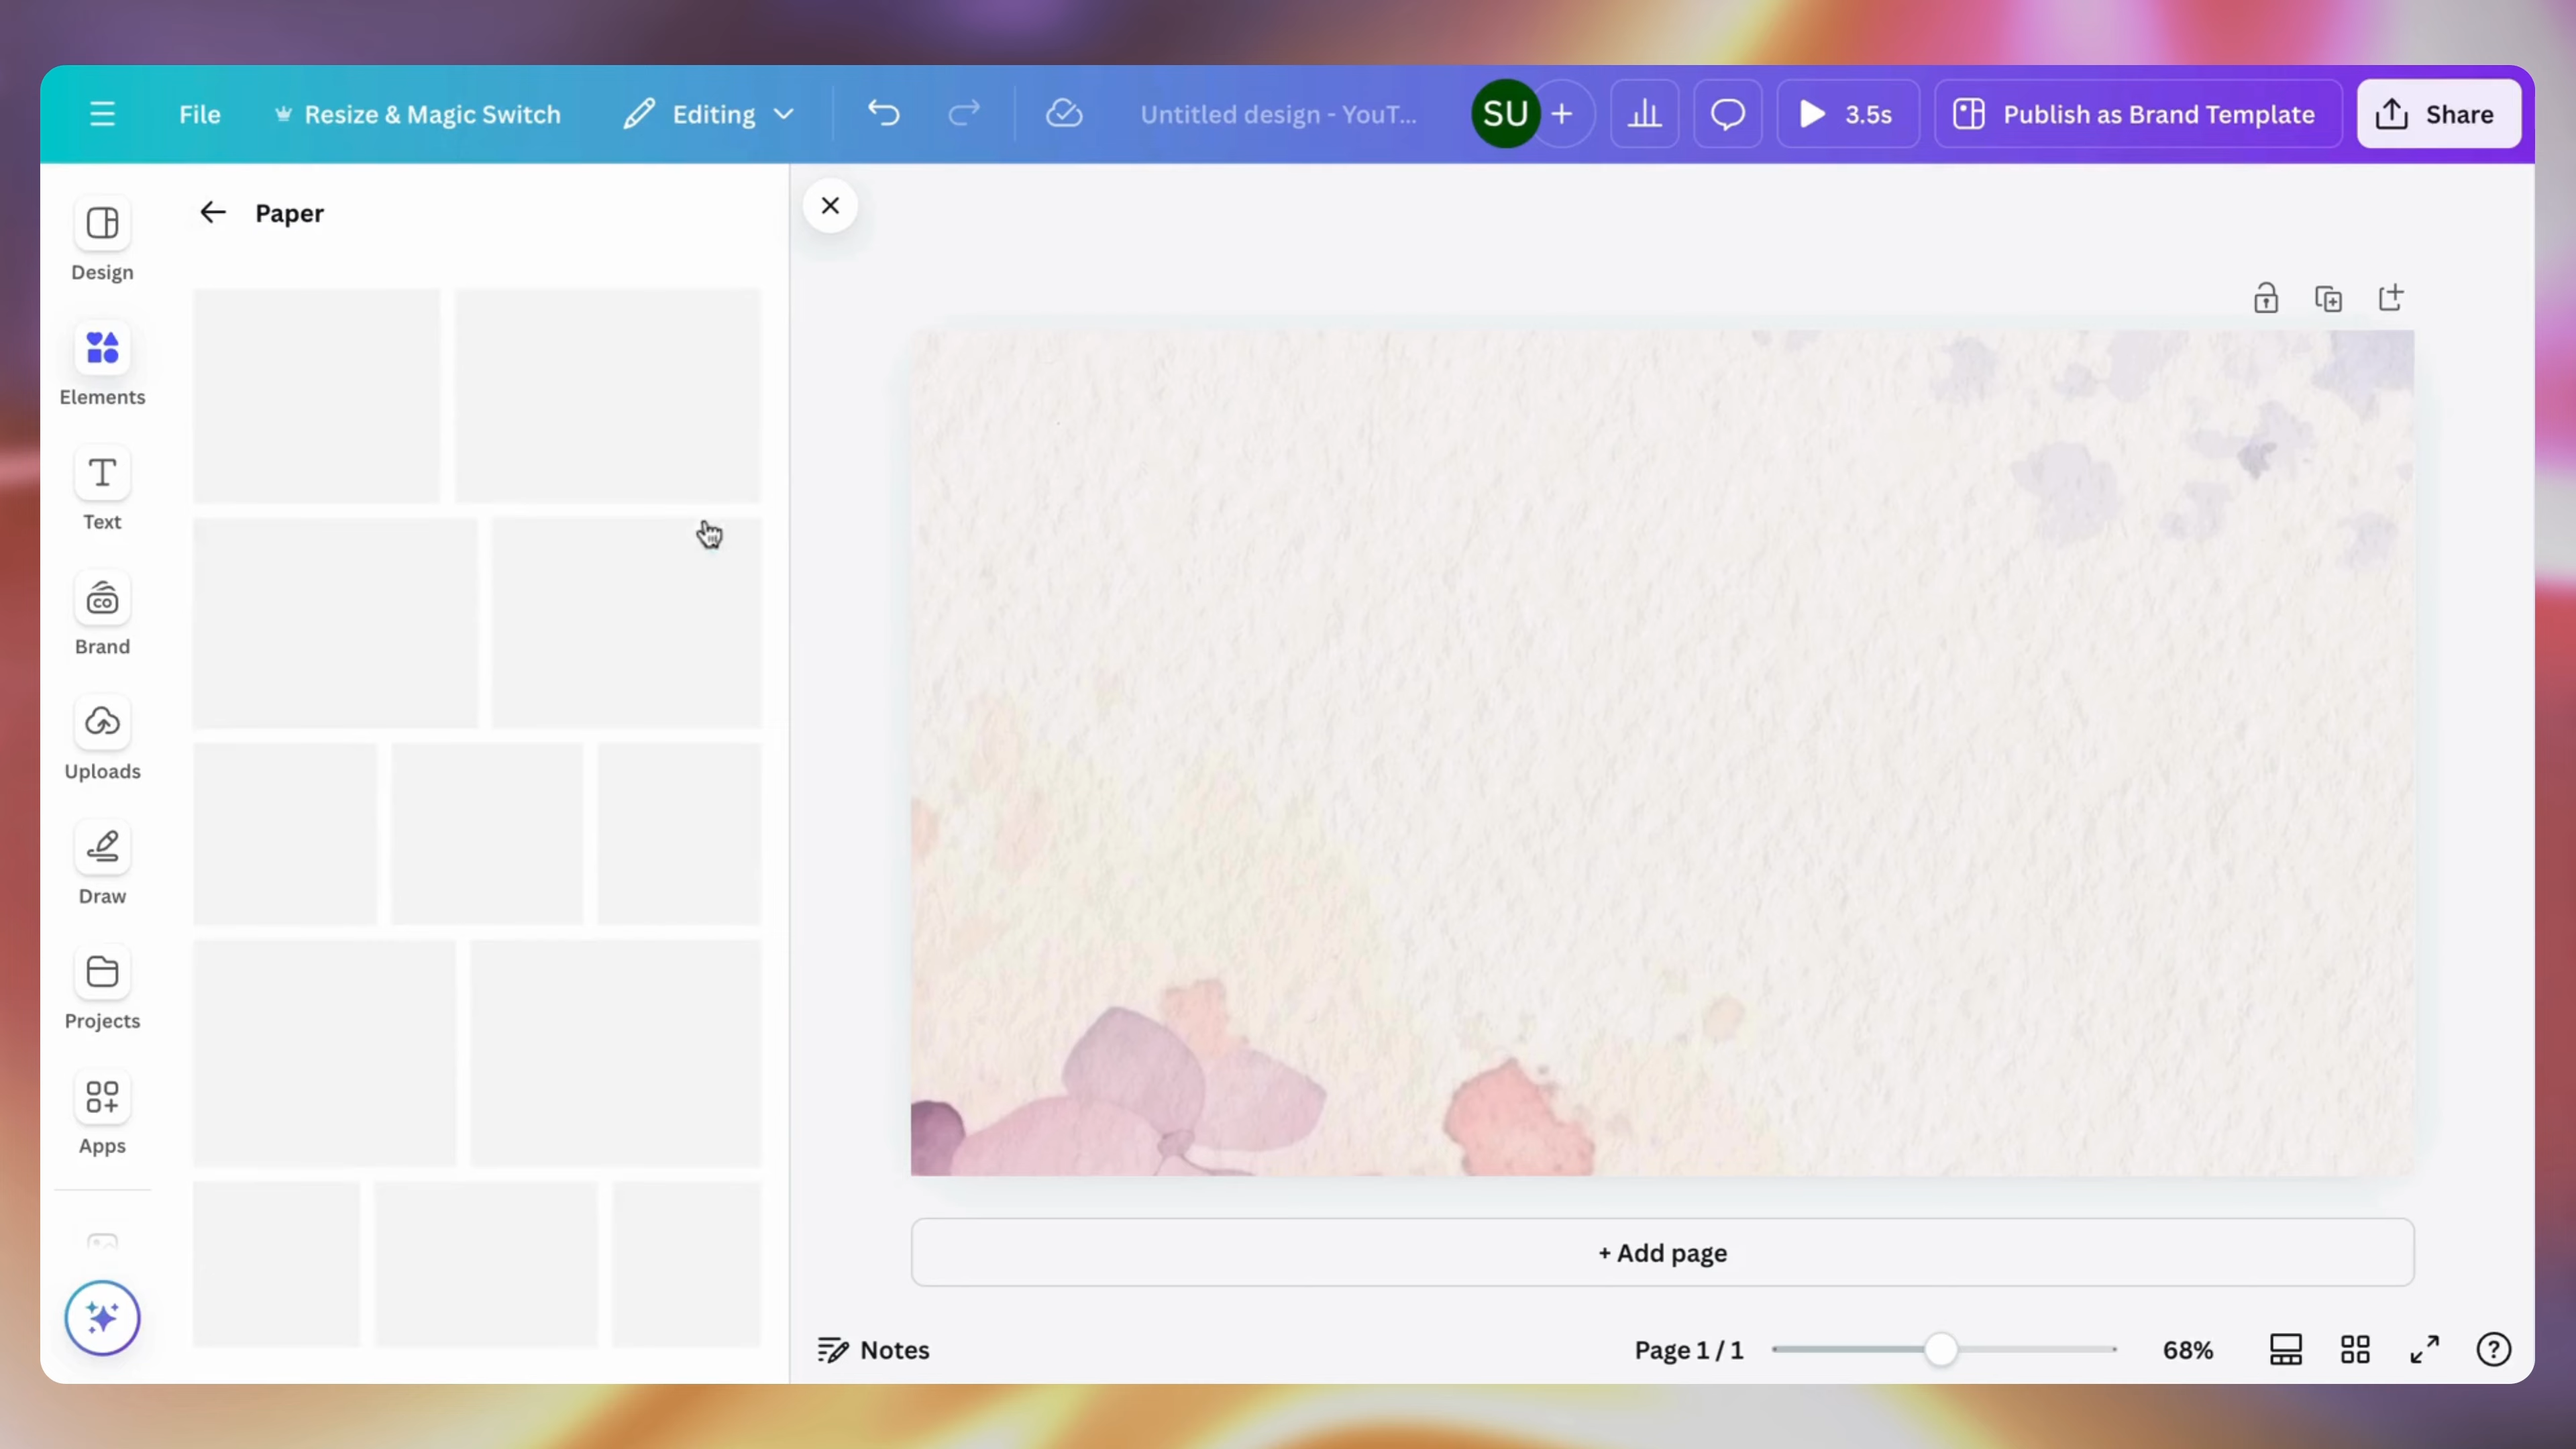 File
Resize & Magic Switch
Editing
Untitled design - YouT...
SU
3.5s
Publish as Brand Template
Share
Paper
Design
Elements
Text
CO
Brand
Uploads
Draw
Projects
Apps
+ Add page
Notes
Page 1 / 1
68%